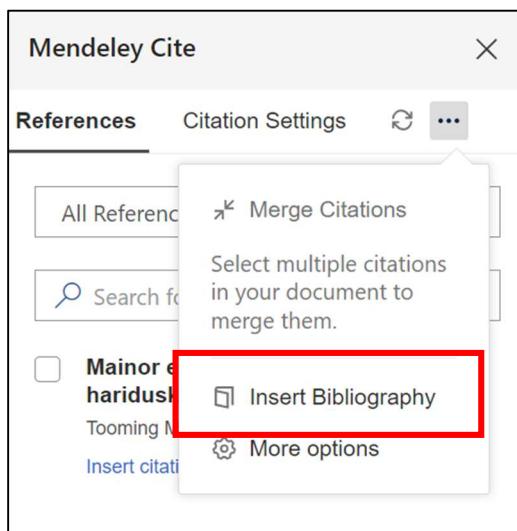 Mendeley Cite
References Citation Settings
All Referenc
Merge Citations
Select multiple citations
in your document to
merge them.
Search fo
Insert Bibliography
More options
Mainor e
haridusk
Tooming M
Insert citati